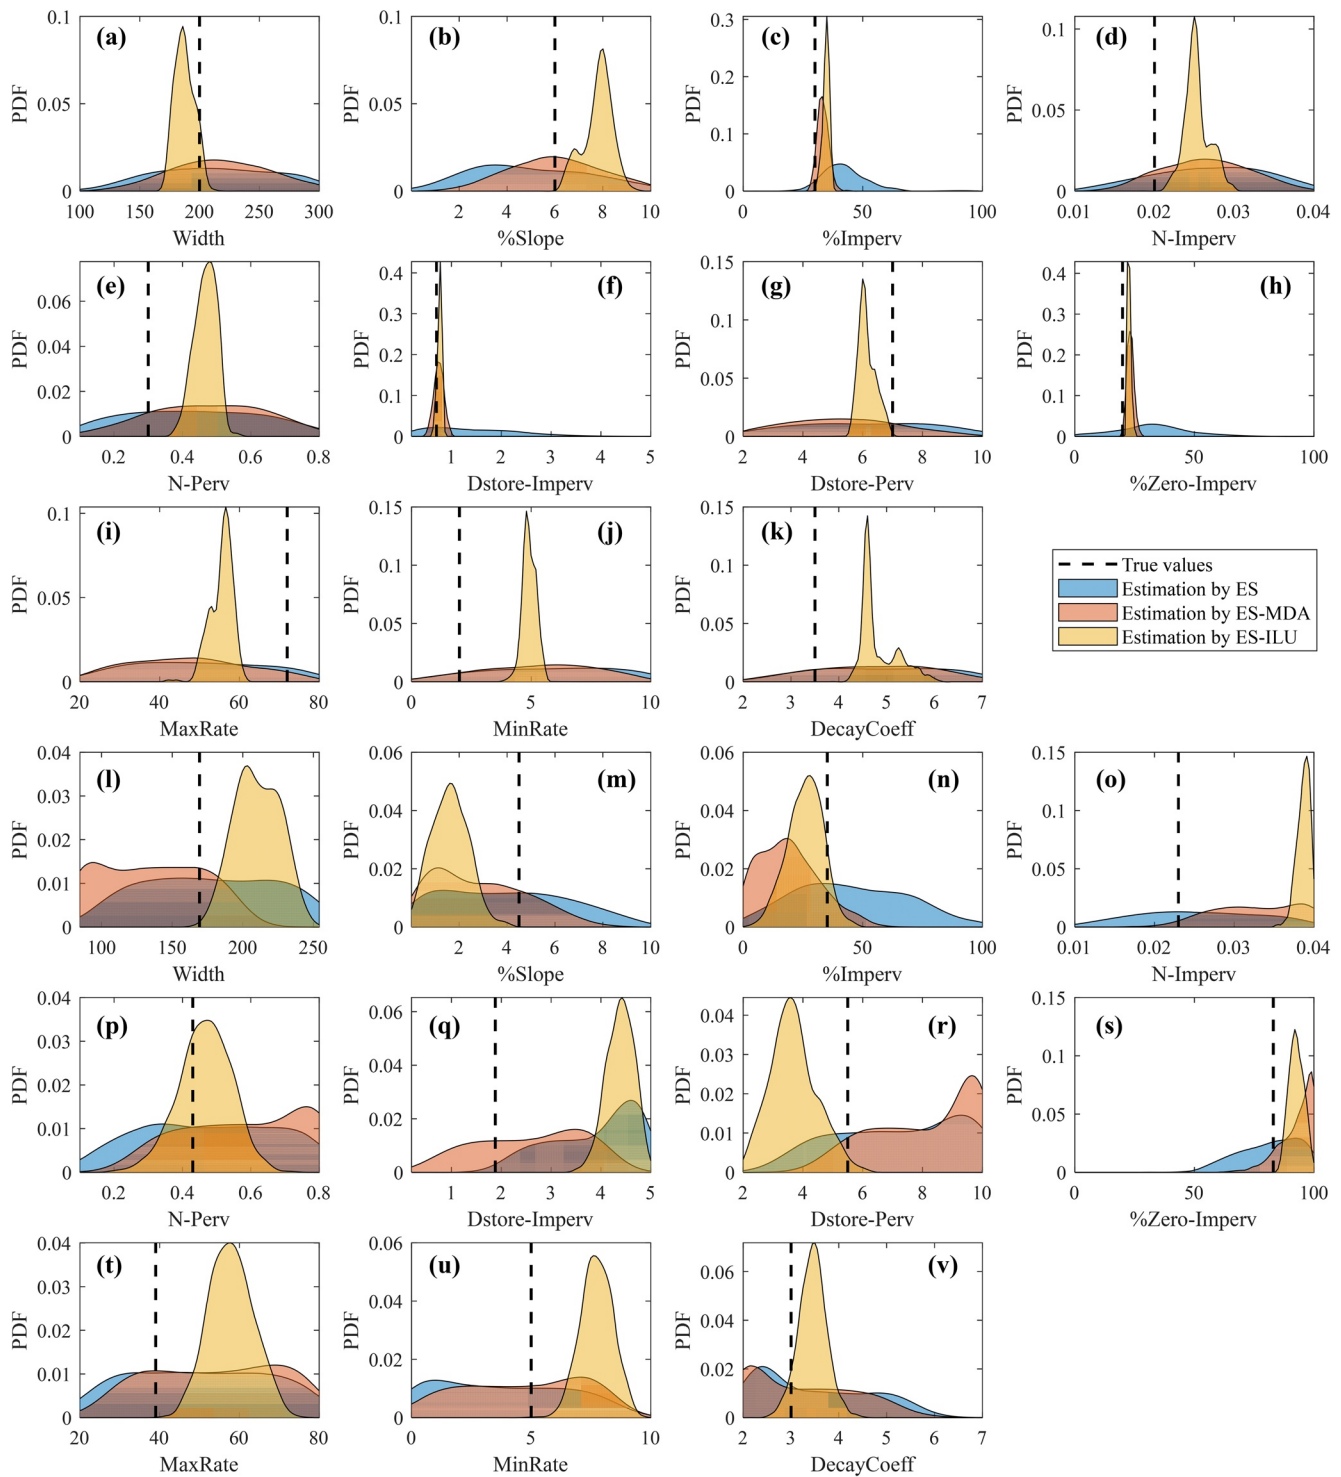 (a) (b) (c) (d)
PDF PDF PDF PDF
0.1 0.05 0
0.1 0.05 0
0.3 0.2 0.1 0
0.1 0.05 0
100 150 200 250 300
2 4 6 8 10
0 50 100
0.01 0.02 0.03 0.04
Width %Slope %Imperv N-Imperv
(e) (f) (g) (h)
PDF PDF PDF PDF
0.06 0.04 0.02 0
0.4 0.3 0.2 0.1 0
0.15 0.1 0.05 0
0.4 0.3 0.2 0.1 0
0.2 0.4 0.6 0.8
1 2 3 4 5
2 4 6 8 10
0 50 100
N-Perv Dstore-Imperv Dstore-Perv %Zero-Imperv
(i) (j) (k)
PDF PDF PDF
0.1 0.05 0
0.15 0.1 0.05 0
0.15 0.1 0.05 0
20 40 60 80
0 5 10
2 3 4 5 6 7
MaxRate MinRate DecayCoeff
True values
Estimation by ES
Estimation by ES-MDA
Estimation by ES-ILU
(l) (m) (n) (o)
PDF PDF PDF PDF
0.04 0.03 0.02 0.01 0
0.06 0.04 0.02 0
0.06 0.04 0.02 0
0.15 0.1 0.05 0
100 150 200 250
2 4 6 8 10
0 50 100
0.01 0.02 0.03 0.04
Width %Slope %Imperv N-Imperv
(p) (q) (r) (s)
PDF PDF PDF PDF
0.04 0.03 0.02 0.01 0
0.06 0.04 0.02 0
0.04 0.03 0.02 0.01 0
0.15 0.1 0.05 0
0.2 0.4 0.6 0.8
1 2 3 4 5
2 4 6 8 10
0 50 100
N-Perv Dstore-Imperv Dstore-Perv %Zero-Imperv
(t) (u) (v)
PDF PDF PDF
0.04 0.03 0.02 0.01 0
0.06 0.04 0.02 0
0.06 0.04 0.02 0
20 40 60 80
0 5 10
2 3 4 5 6 7
MaxRate MinRate DecayCoeff